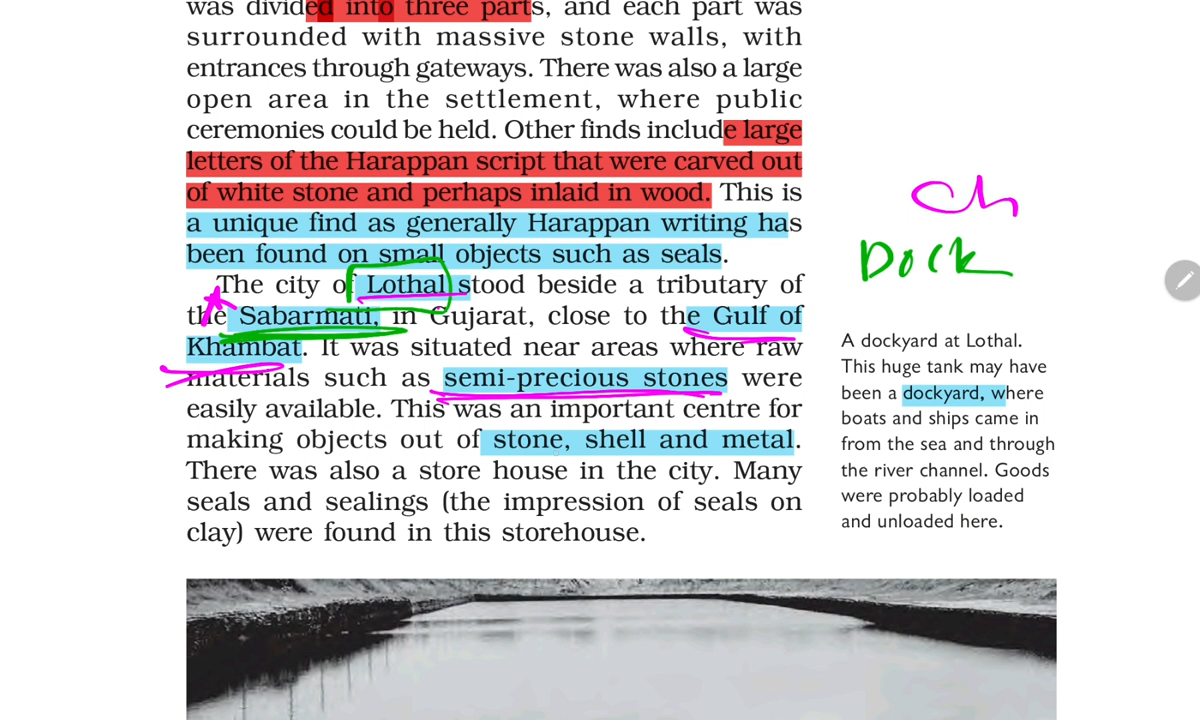 was divided into three parts, and each part was
surrounded with massive stone walls, with
entrances through gateways. There was also a large
open area in the settlement, where public
ceremonies could be held. Other finds include large
letters of the Harappan script that were carved out
of white stone and perhaps inlaid in wood. This is
a unique find as generally Harappan writing has
been found on small objects such as seals.
The city of Lothal stood beside a tributary of
the Sabarmati, in Gujarat, close to the Gulf of
Khambat. It was situated near areas where raw
materials such as semi-precious stones were
easily available. This was an important centre for
making objects out of stone, shell and metal.
There was also a store house in the city. Many
seals and sealings (the impression of seals on
clay) were found in this storehouse.
Ch
Dock
A dockyard at Lothal.
This huge tank may have
been a dockyard, where
boats and ships came in
from the sea and through
the river channel. Goods
were probably loaded
and unloaded here.